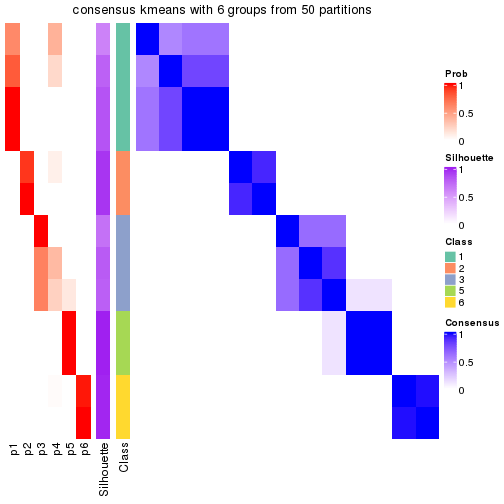 consensus kmeans with 6 groups from 50 partitions
Prob
1
0.5
0
Silhouette
1
0.5
0
Class
1
2
3
5
6
Consensus
1
0.5
0
p1
p2
p3
p4
p5
p6
Silhouette
Class